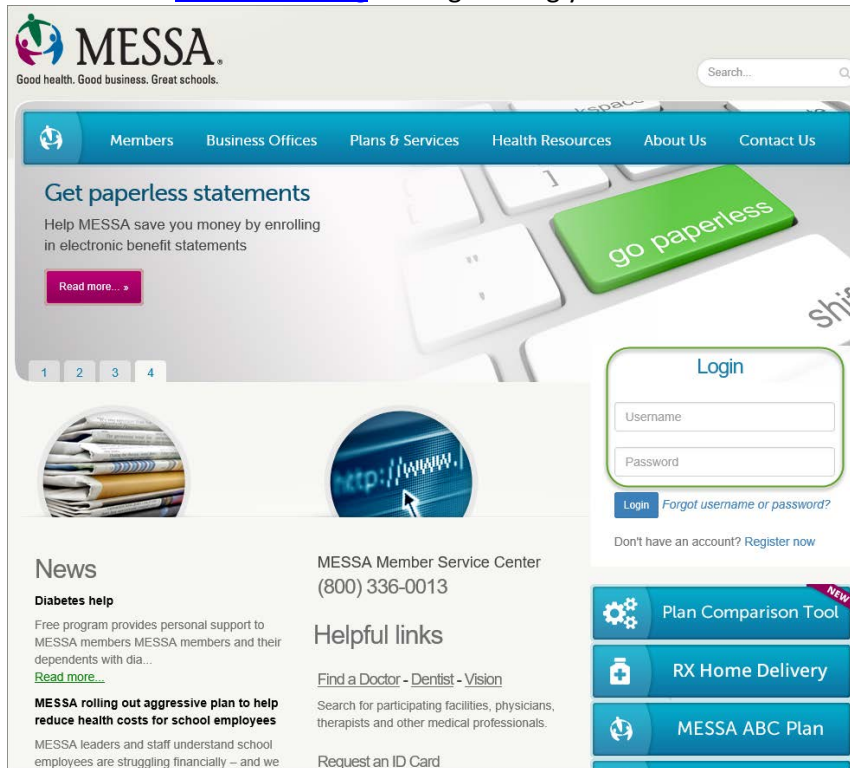 MESSA.
Good health. Good business. Great schools.
Search...
Members Business Offices Plans & Services Health Resources About Us Contact Us
Get paperless statements
Help MESSA save you money by enrolling
in electronic benefit statements
Read more... »
go paperless
shift
1 2 3 4
http://www.
Login
Username
Password
Login Forgot username or password?
Don't have an account? Register now
News
Diabetes help
Free program provides personal support to
MESSA members MESSA members and their
dependents with dia...
Read more...
MESSA rolling out aggressive plan to help
reduce health costs for school employees
MESSA leaders and staff understand school
employees are struggling financially – and we
MESSA Member Service Center
(800) 336-0013
Helpful links
Find a Doctor - Dentist - Vision
Search for participating facilities, physicians,
therapists and other medical professionals.
Request an ID Card
NEW
Plan Comparison Tool
RX Home Delivery
MESSA ABC Plan